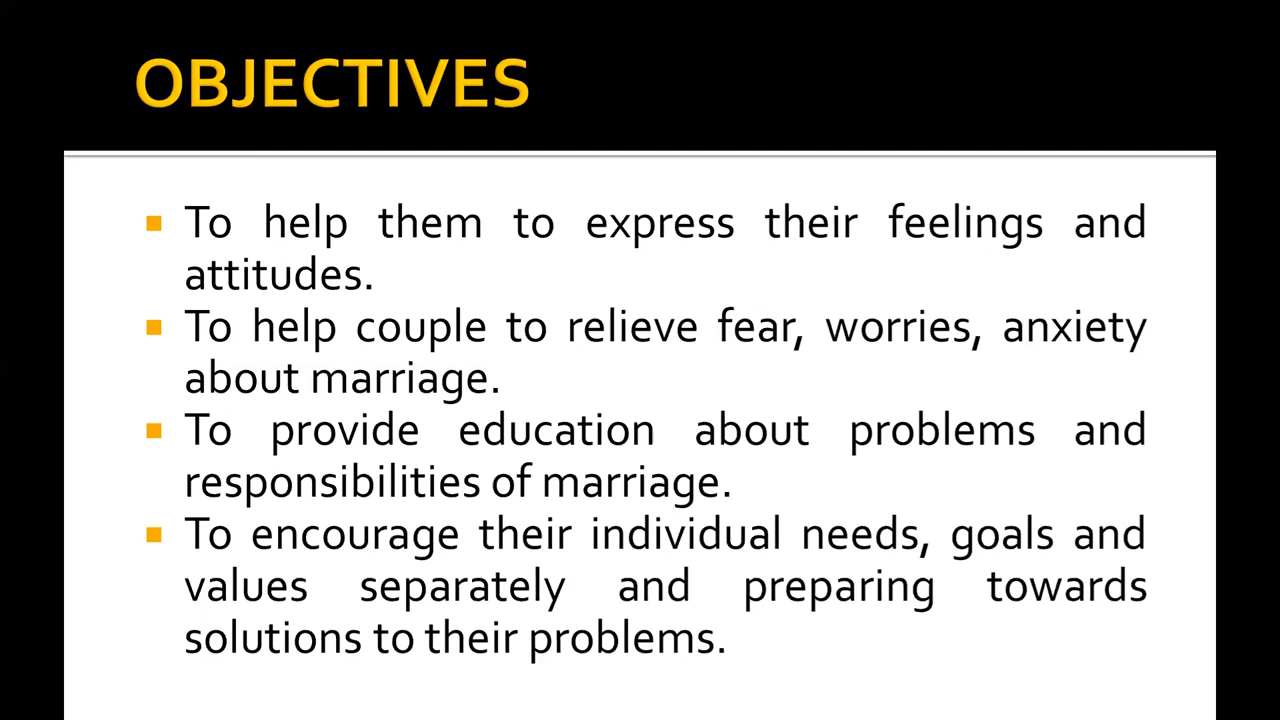 OBJECTIVES
To help them to express their feelings and
attitudes.
To help couple to relieve fear, worries, anxiety
about marriage.
To provide education about problems and
responsibilities of marriage.
To encourage their individual needs, goals and
values separately and preparing towards
solutions to their problems.